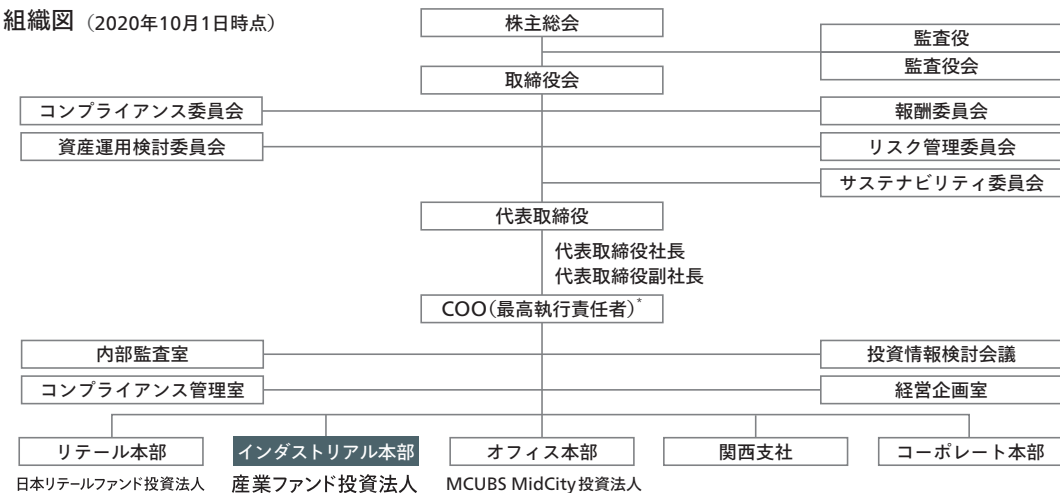 組織図（2020年10月1日時点）
株主総会
監査役
監査役会
取締役会
コンプライアンス委員会
報酬委員会
資産運用検討委員会
リスク管理委員会
サステナビリティ委員会
代表取締役
代表取締役社長
代表取締役副社長
COO（最高執行責任者）*
内部監査室
投資情報検討会議
コンプライアンス管理室
経営企画室
リテール本部
インダストリアル本部
オフィス本部
関西支社
コーポレート本部
日本リテールファンド投資法人
産業ファンド投資法人
MCUBS MidCity投資法人